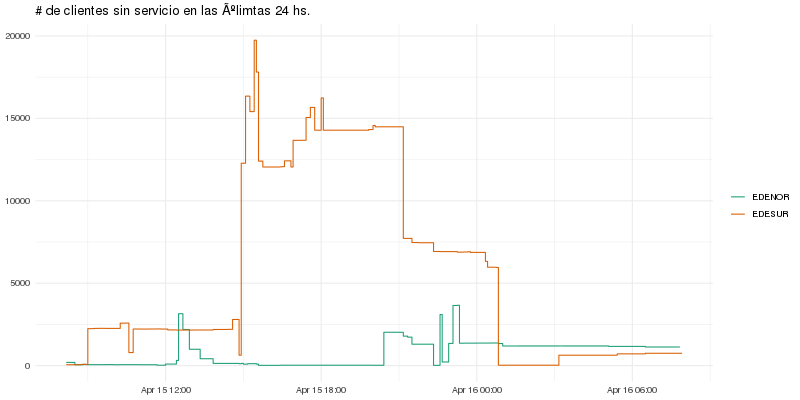 # de clientes sin servicio en las Ãºlimtas 24 hs.
20000
15000
10000
5000
0
Apr 15 12:00
Apr 15 18:00
Apr 16 00:00
Apr 16 06:00
EDENOR
EDESUR